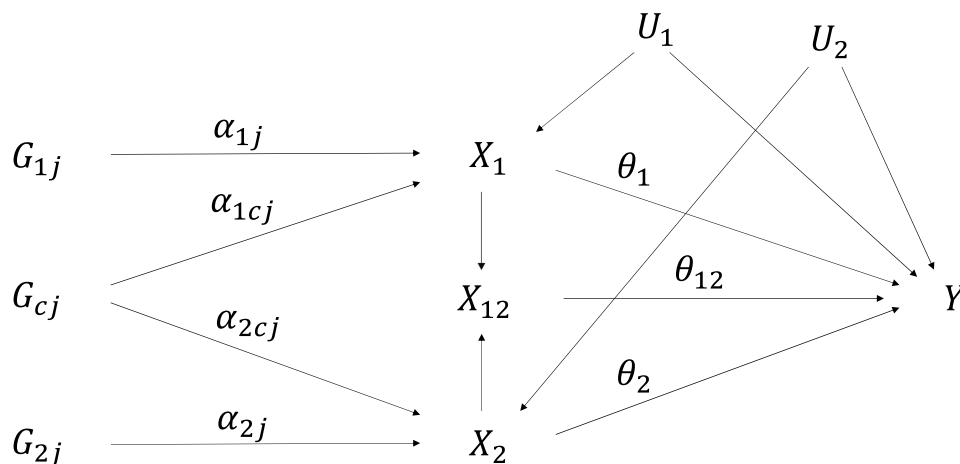 U₁
U₂
α₁ⱼ
G₁ⱼ
X₁
θ₁
α₁cⱼ
θ₁₂
Gcⱼ
X₁₂
Y
α₂cⱼ
θ₂
α₂ⱼ
G₂ⱼ
X₂